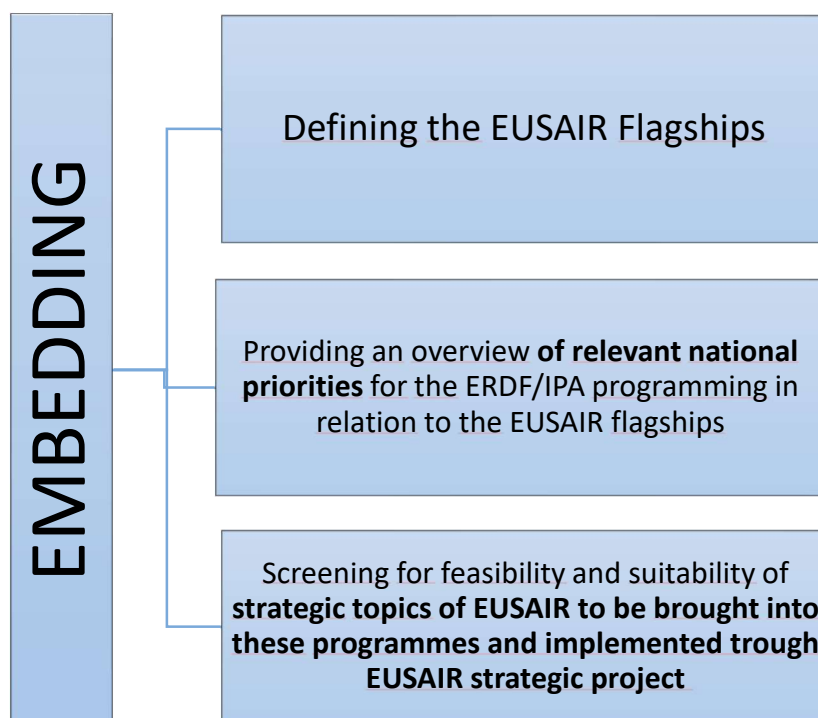 EMBEDDING
Defining the EUSAIR Flagships
Providing an overview of relevant national
priorities for the ERDF/IPA programming in
relation to the EUSAIR flagships
Screening for feasibility and suitability of
strategic topics of EUSAIR to be brought into
these programmes and implemented trough
EUSAIR strategic project